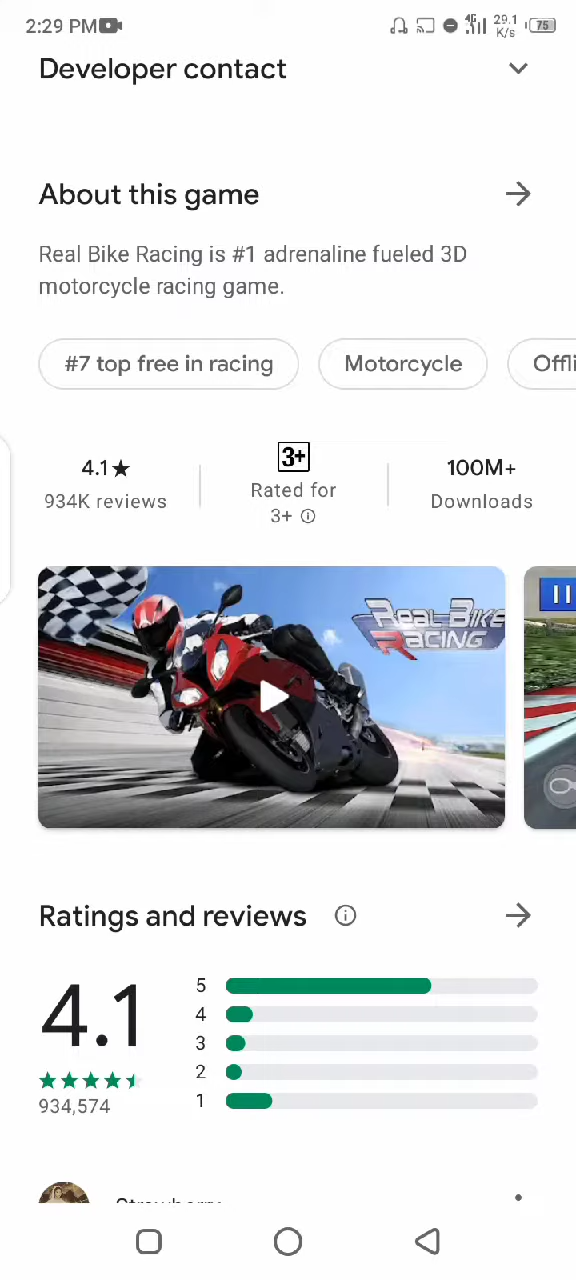 2:29 PM
4G
29.1
K/s
75
Developer contact
About this game
Real Bike Racing is #1 adrenaline fueled 3D
motorcycle racing game.
#7 top free in racing
Motorcycle
Offli
4.1★
934K reviews
3+
Rated for
3+
100M+
Downloads
REAL BIKE
RACING
Ratings and reviews
4.1
934,574
5
4
3
2
1